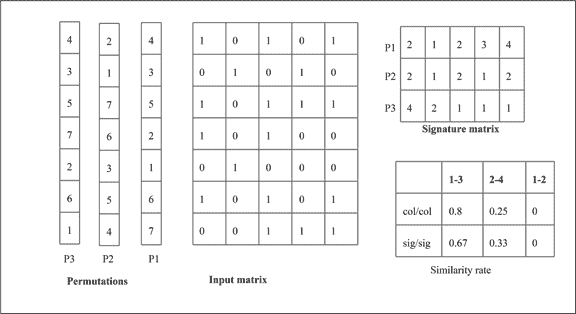 4 2 4 1 0 1 0 1
3 1 3 0 1 0 1 0
5 7 5 1 0 1 1 1
7 6 2 1 0 1 0 0
2 3 1 0 1 0 0 0
6 5 6 1 0 1 0 1
1 4 7 0 0 1 1 1
P3 P2 P1
Permutations
Input matrix
P1 2 1 2 3 4
P2 2 1 2 1 2
P3 4 2 1 1 1
Signature matrix
1-3 2-4 1-2
col/col 0.8 0.25 0
sig/sig 0.67 0.33 0
Similarity rate